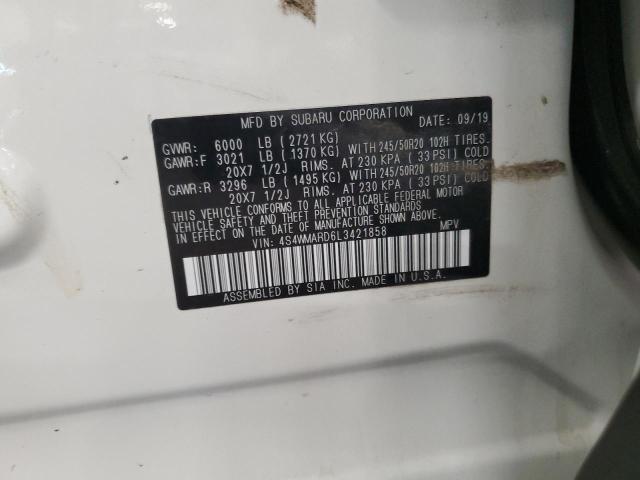 MFD BY SUBARU CORPORATION DATE: 09/19
GVWR: 6000 LB ( 2721 KG)
GAWR:F 3021 LB ( 1370 KG) WITH 245/50R20 102H TIRES.
20X7 1/2J RIMS. AT 230 KPA ( 33 PSI) COLD
GAWR:R 3296 LB ( 1495 KG) WITH 245/50R20 102H TIRES.
20X7 1/2J RIMS. AT 230 KPA ( 33 PSI) COLD
THIS VEHICLE CONFORMS TO ALL APPLICABLE FEDERAL MOTOR
VEHICLE SAFETY AND THEFT PREVENTION STANDARDS
IN EFFECT ON THE DATE OF MANUFACTURE SHOWN ABOVE.
VIN: 4S4WMARD6L3421858 MPV
ASSEMBLED BY SIA INC. MADE IN U.S.A.